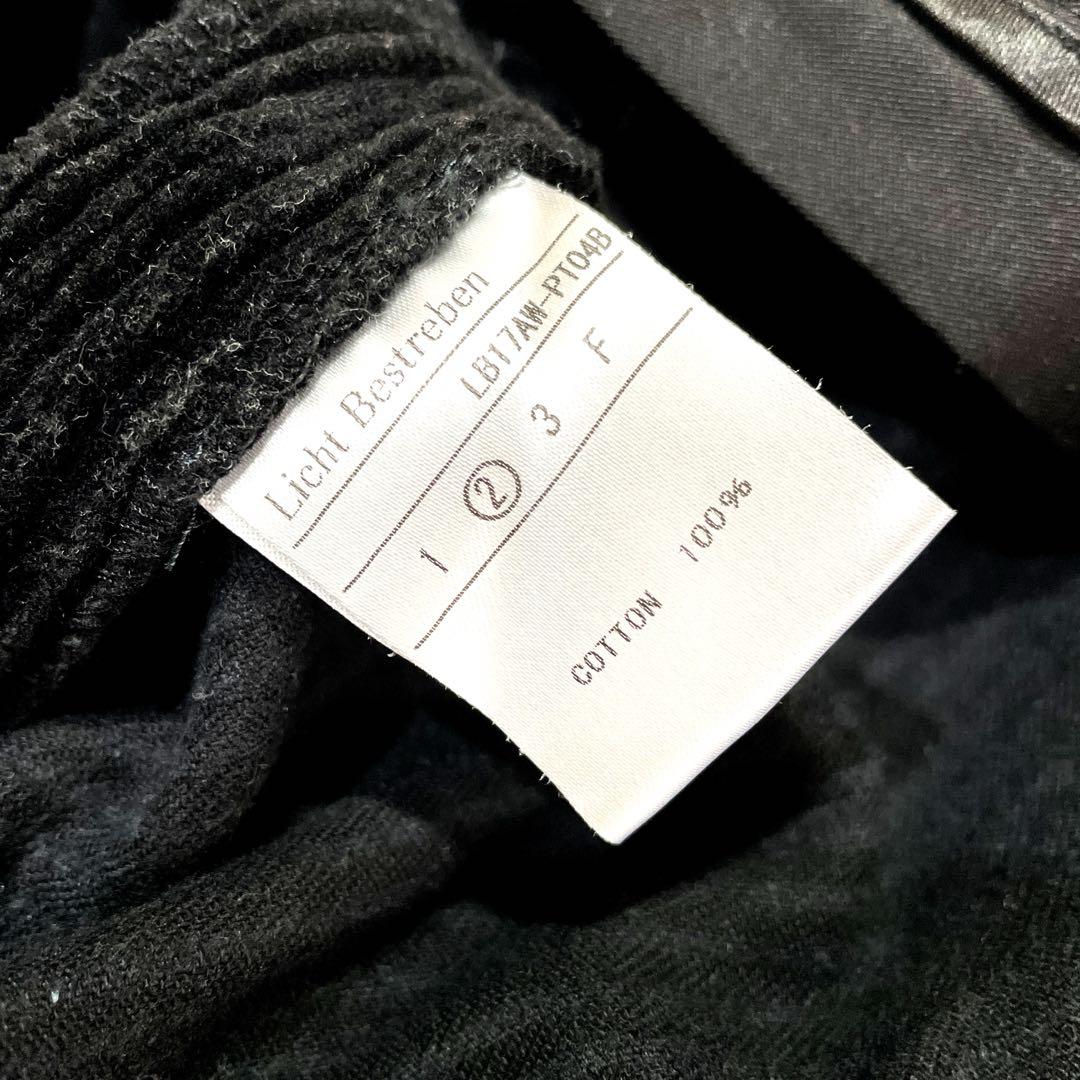 Licht Bestreben
LB17AW-PT04B
1 ② 3 F
COTTON 100%